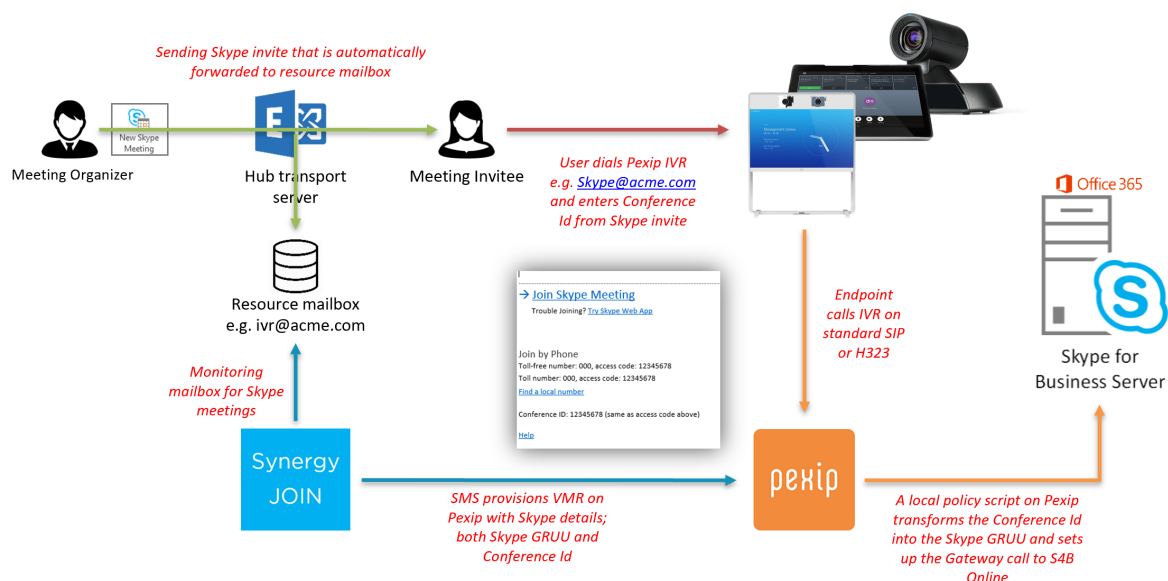 Sending Skype invite that is automatically
forwarded to resource mailbox
New Skype
Meeting
Meeting Organizer
Hub transport
server
Meeting Invitee
User dials Pexip IVR
e.g. Skype@acme.com
and enters Conference
Id from Skype invite
Office 365
Resource mailbox
e.g. ivr@acme.com
→ Join Skype Meeting
Trouble Joining? Try Skype Web App
Join by Phone
Toll-free number: 000, access code: 12345678
Toll number: 000, access code: 12345678
Find a local number
Conference ID: 12345678 (same as access code above)
Help
Endpoint
calls IVR on
standard SIP
or H323
Skype for
Business Server
Monitoring
mailbox for Skype
meetings
Synergy
JOIN
SMS provisions VMR on
Pexip with Skype details;
both Skype GRUU and
Conference Id
pexip
A local policy script on Pexip
transforms the Conference Id
into the Skype GRUU and sets
up the Gateway call to S4B
Online